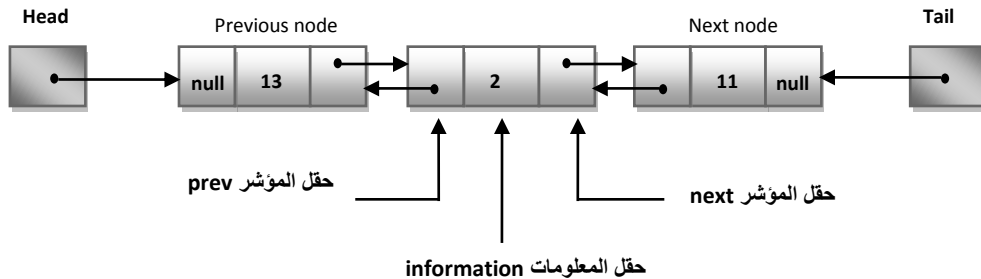 Head
Previous node
Next node
Tail
null 13
2
11 null
حقل المؤشر prev
حقل المؤشر next
حقل المعلومات information